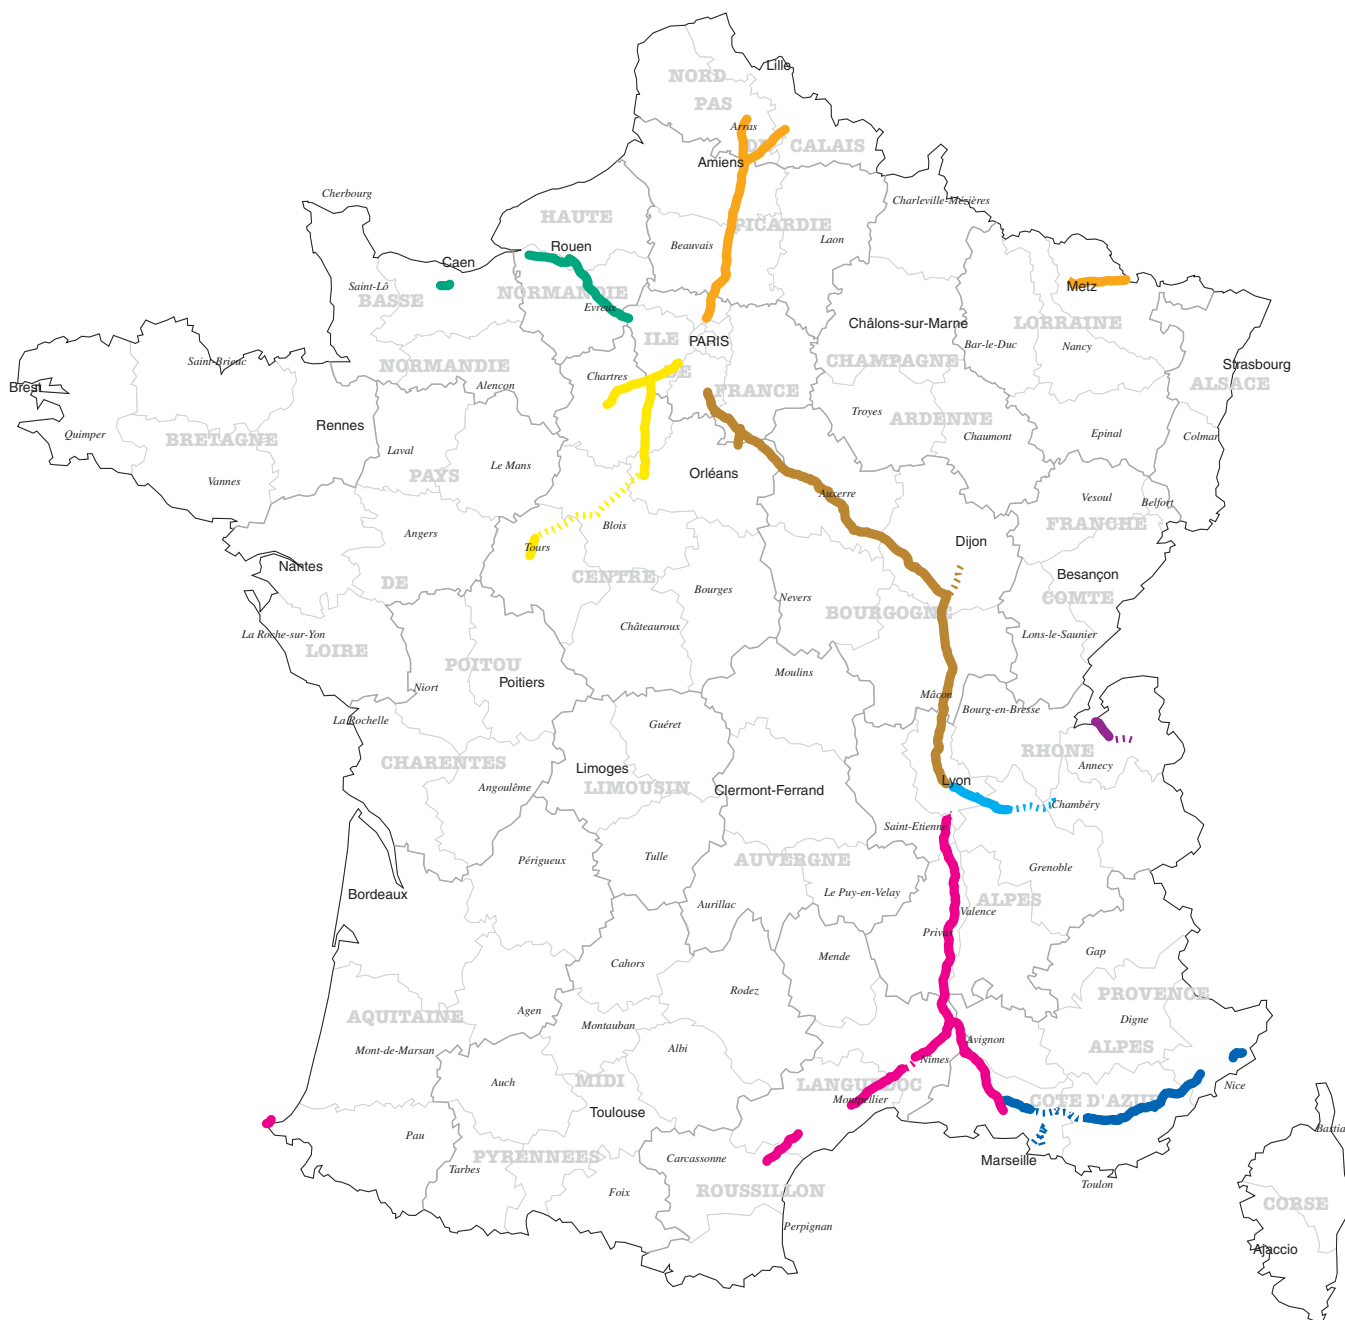 Lille
NORD
PAS
Arras
DE CALAIS
Amiens
Cherbourg
Charleville-Mézières
HAUTE
PICARDIE
Rouen
Beauvais
Laon
Caen
Saint-Lô
BASSE
NORMANDIE
Evreux
Metz
Châlons-sur-Marne
LORRAINE
ILE
PARIS
Bar-le-Duc
Nancy
Saint-Brieuc
NORMANDIE
CHAMPAGNE
Strasbourg
Brest
Alencon
Chartres
DE
FRANCE
ALSACE
Rennes
Troyes
ARDENNE
Quimper
BRETAGNE
Chaumont
Epinal
Colmar
Laval
Le Mans
PAYS
Orléans
Vannes
Auxerre
Vesoul
Belfort
FRANCHE
Angers
Blois
Tours
Dijon
Nantes
DE
CENTRE
Besançon
Bourges
Nevers
COMTE
BOURGOGNE
La Roche-sur-Yon
Châteauroux
Lons-le-Saunier
LOIRE
POITOU
Poitiers
Moulins
Niort
Mâcon
Bourg-en-Bresse
La Rochelle
Guéret
RHONE
CHARENTES
Limoges
Annecy
Angoulême
LIMOUSIN
Clermont-Ferrand
Lyon
Chambéry
Saint-Etienne
Périgueux
Tulle
AUVERGNE
Grenoble
Bordeaux
Aurillac
Le Puy-en-Velay
ALPES
Valence
Privas
Cahors
Mende
Gap
Rodez
PROVENCE
AQUITAINE
Agen
Montauban
Digne
Mont-de-Marsan
Albi
Avignon
ALPES
Nîmes
Auch
MIDI
LANGUEDOC
Nice
Toulouse
Montpellier
COTE D'AZUR
Pau
Bastia
PYRENNEES
Carcassonne
Marseille
Tarbes
Foix
ROUSSILLON
Toulon
CORSE
Perpignan
Ajaccio